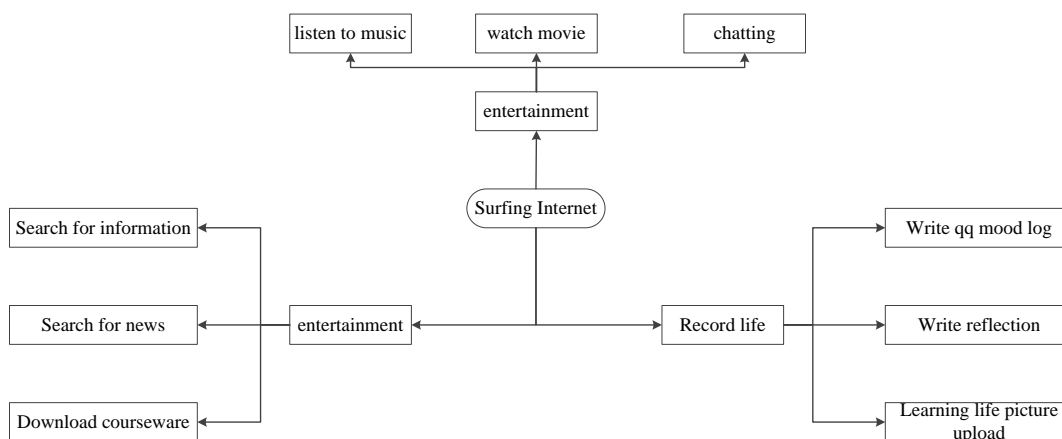 listen to music
watch movie
chatting
entertainment
Surfing Internet
Search for information
Write qq mood log
Search for news
entertainment
Record life
Write reflection
Download courseware
Learning life picture
upload